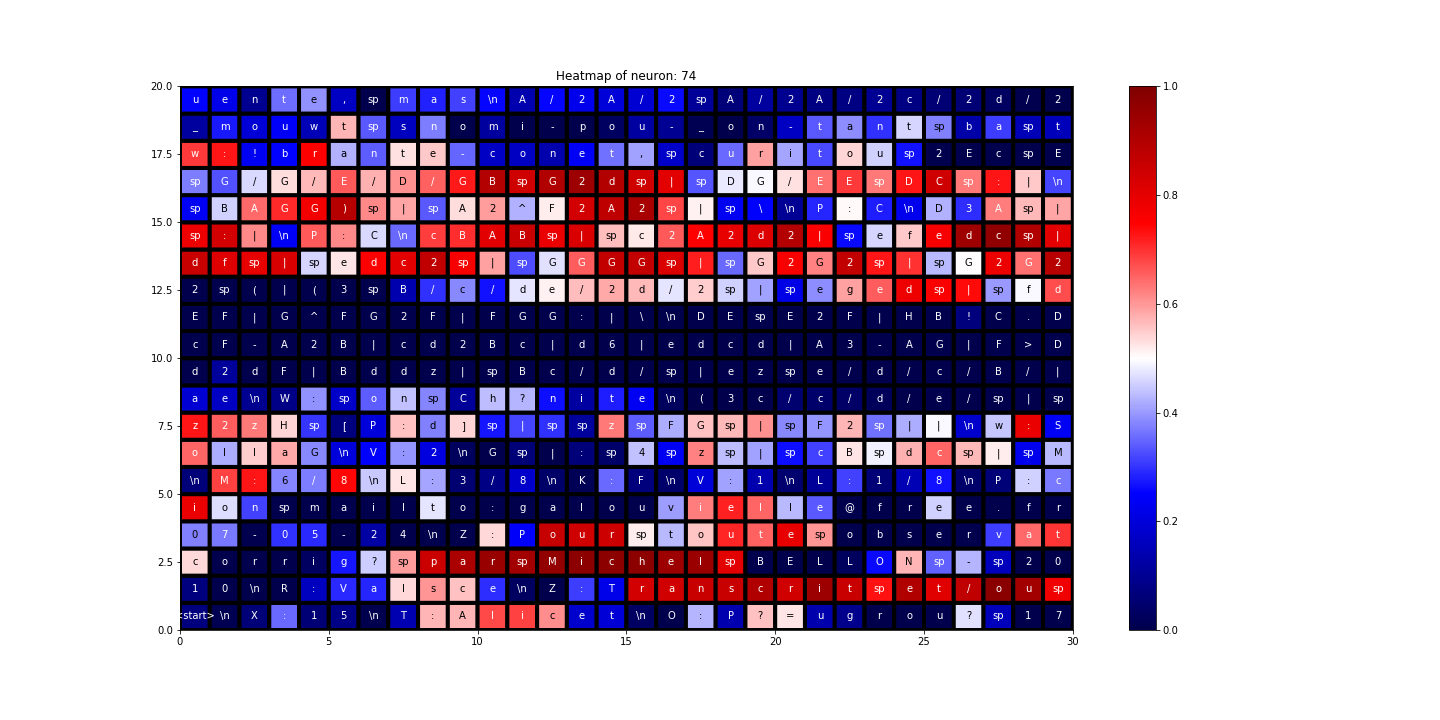 Heatmap of neuron: 74
20.0 u e n t e , sp m a s \n A / 2 A / 2 sp A / 2 A / 2 c / 2 d / 2 1.0
_ m o u w t sp s n o m i - p o u - _ o n - t a n t sp b a sp t
17.5 w : ! b r a n t e - c o n e t , sp c u r i t o u sp 2 E c sp E
sp G / G / E / D / G B sp G 2 d sp | sp D G / E E sp D C sp : | \n 0.8
15.0 sp B A G G ) sp | sp A 2 ^ F 2 A 2 sp | sp \ \n P : C \n D 3 A sp |
sp : | \n P : C \n c B A B sp | sp c 2 A 2 d 2 | sp e f e d c sp |
d f sp | sp e d c 2 sp | sp G G G G sp | sp G 2 G 2 sp | sp G 2 G 2
12.5 2 sp ( | ( 3 sp B / c / d e / 2 d / 2 sp | sp e g e d sp | sp f d 0.6
E F | G ^ F G 2 F | F G G : | \ \n D E sp E 2 F | H B ! C . D
10.0 c F - A 2 B | c d 2 B c | d 6 | e d c d | A 3 - A G | F > D
d 2 d F | B d d z | sp B c / d / sp | e z sp e / d / c / B / |
a e \n W : sp o n sp C h ? n i t e \n ( 3 c / c / d / e / sp | sp 0.4
7.5 z 2 z H sp [ P : d ] sp | sp sp z sp F G sp | sp F 2 sp | | \n w : S
o l l a G \n V : 2 \n G sp | : sp 4 sp z sp | sp c B sp d c sp | sp M
5.0 \n M : 6 / 8 \n L : 3 / 8 \n K : F \n V : 1 \n L : 1 / 8 \n P : c
i o n sp m a i l t o : g a l o u v i e l l e @ f r e e . f r 0.2
0 7 - 0 5 - 2 4 \n Z : P o u r sp t o u t e sp o b s e r v a t
2.5 c o r r i g ? sp p a r sp M i c h e l sp B E L L O N sp - sp 2 0
1 0 \n R : V a l s c e \n Z : T r a n s c r i t sp e t / o u sp
<start> \n X : 1 5 \n T : A l i c e t \n O : P ? = u g r o u ? sp 1 7
0.0 0.0
0 5 10 15 20 25 30